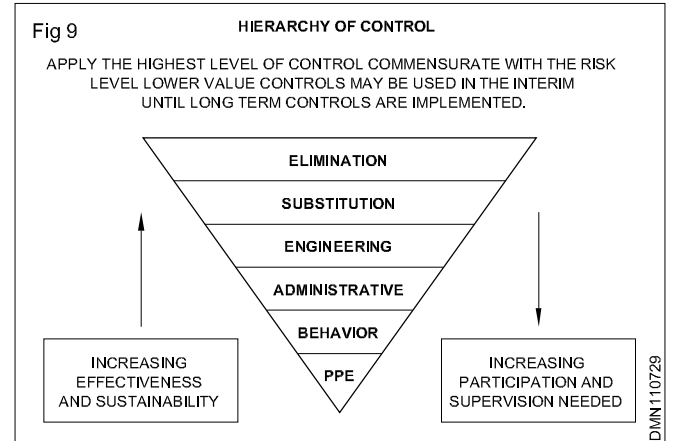 Fig 9
HIERARCHY OF CONTROL
APPLY THE HIGHEST LEVEL OF CONTROL COMMENSURATE WITH THE RISK
LEVEL LOWER VALUE CONTROLS MAY BE USED IN THE INTERIM
UNTIL LONG TERM CONTROLS ARE IMPLEMENTED.
ELIMINATION
SUBSTITUTION
ENGINEERING
ADMINISTRATIVE
BEHAVIOR
PPE
INCREASING
EFFECTIVENESS
AND SUSTAINABILITY
INCREASING
PARTICIPATION AND
SUPERVISION NEEDED
DMN110729